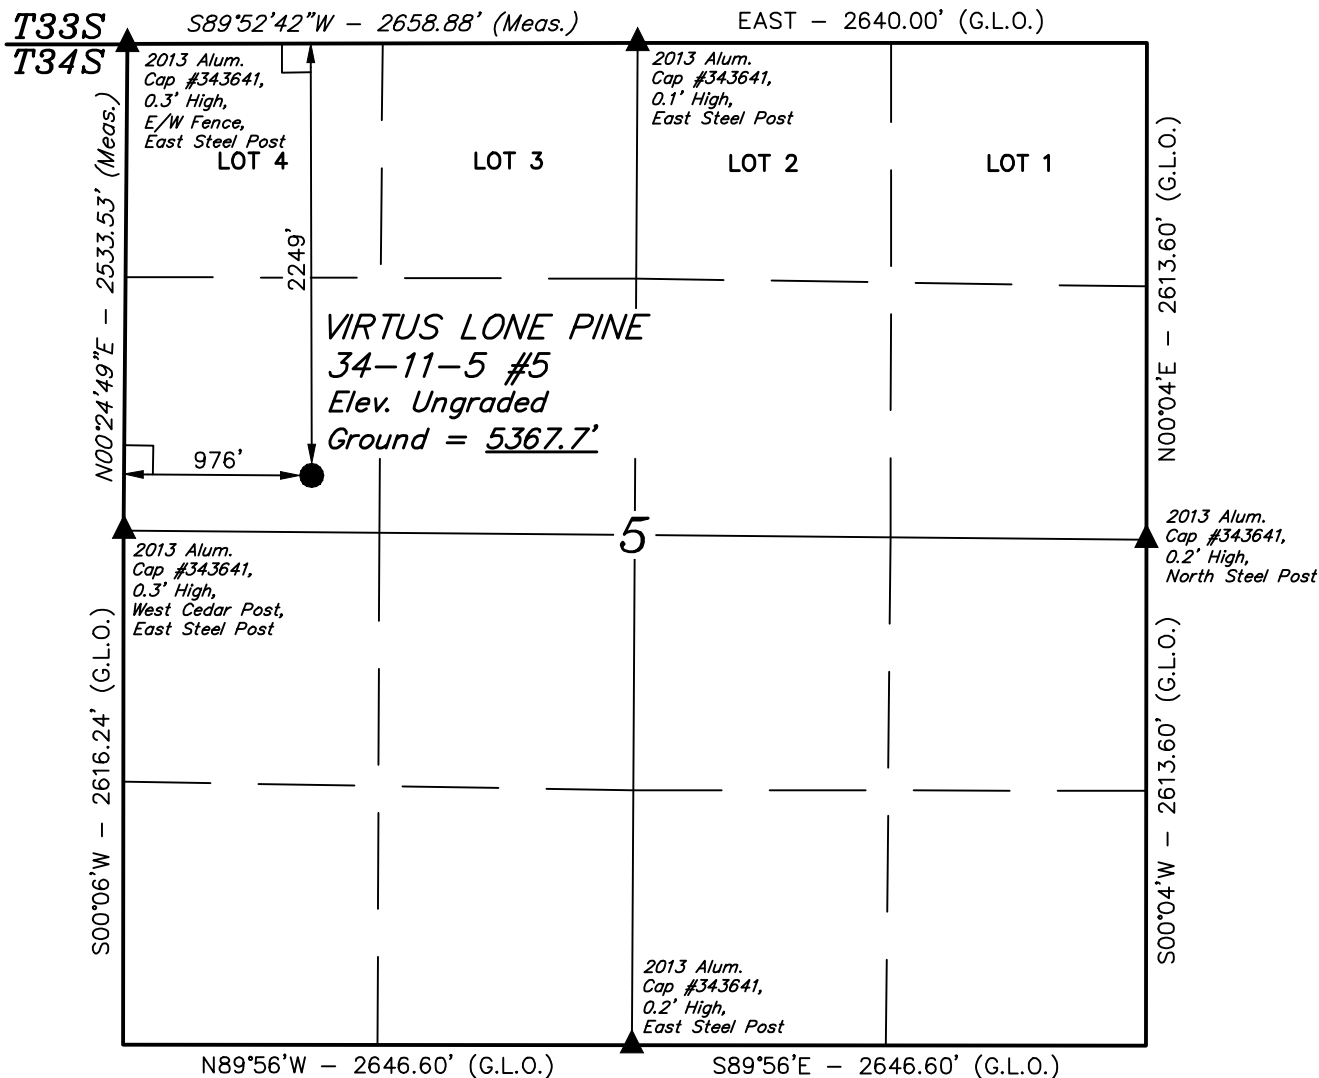 T33S
T34S
S89°52'42"W – 2658.88' (Meas.)
EAST – 2640.00' (G.L.O.)
2013 Alum.
Cap #343641,
0.3' High,
E/W Fence,
East Steel Post
2013 Alum.
Cap #343641,
0.1' High,
East Steel Post
LOT 4
LOT 3
LOT 2
LOT 1
N00°24'49"E – 2533.53' (Meas.)
N00°04'E – 2613.60' (G.L.O.)
2249'
VIRTUS LONE PINE
34–11–5 #5
Elev. Ungraded
Ground = 5367.7'
976'
5
2013 Alum.
Cap #343641,
0.2' High,
North Steel Post
2013 Alum.
Cap #343641,
0.3' High,
West Cedar Post,
East Steel Post
S00°06'W – 2616.24' (G.L.O.)
S00°04'W – 2613.60' (G.L.O.)
2013 Alum.
Cap #343641,
0.2' High,
East Steel Post
N89°56'W – 2646.60' (G.L.O.)
S89°56'E – 2646.60' (G.L.O.)